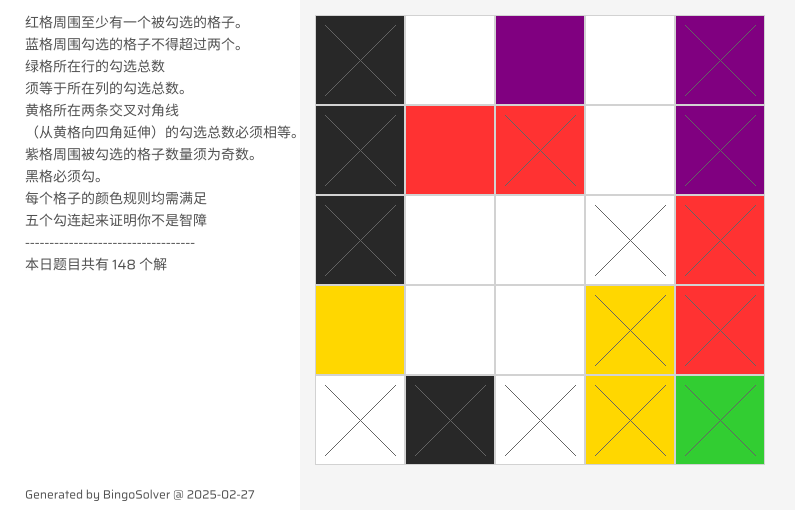 红格周围至少有一个被勾选的格子。
蓝格周围勾选的格子不得超过两个。
绿格所在行的勾选总数
须等于所在列的勾选总数。
黄格所在两条交叉对角线
（从黄格向四角延伸）的勾选总数必须相等。
紫格周围被勾选的格子数量须为奇数。
黑格必须勾。
每个格子的颜色规则均需满足
五个勾连起来证明你不是智障
-----------------------------------
本日题目共有 148 个解
Generated by BingoSolver @ 2025-02-27